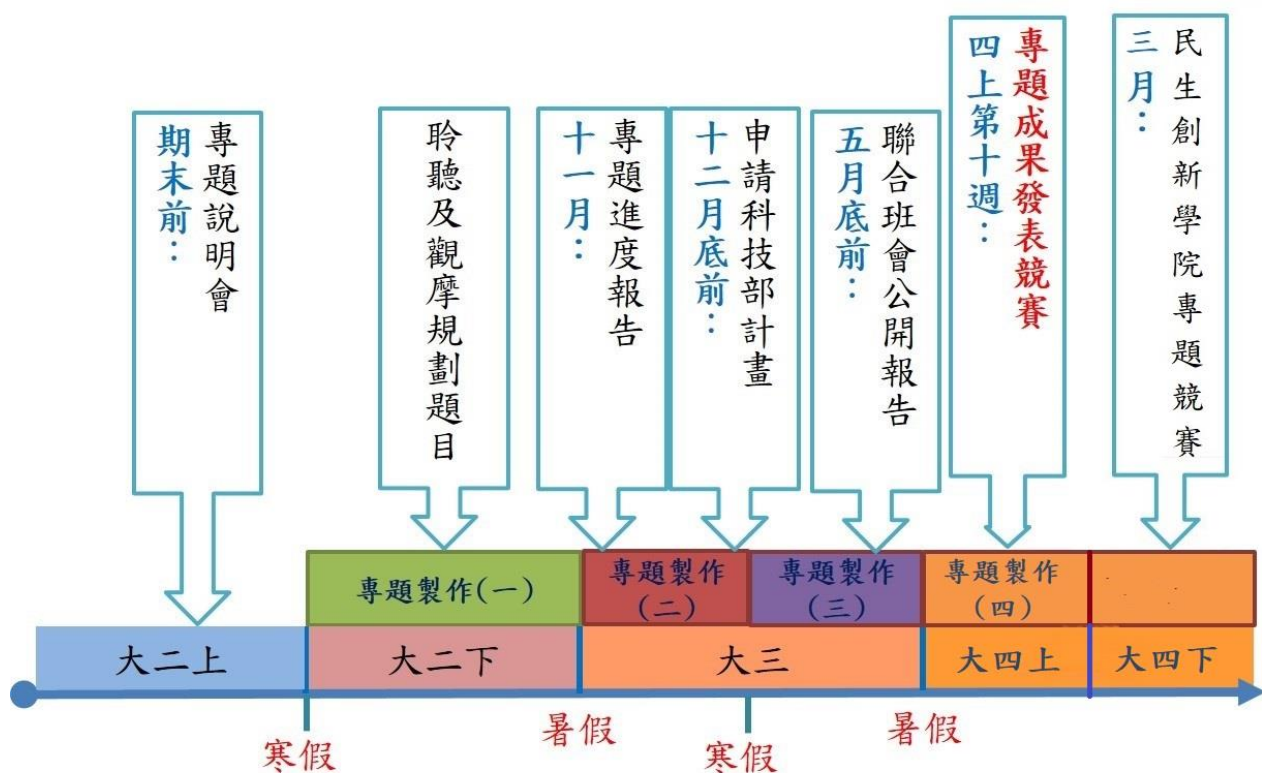 期末前：
專題說明會
聆聽及觀摩規劃題目
十一月：
專題進度報告
十二月底前：
申請科技部計畫
五月底前：
聯合班會公開報告
四上第十週：
專題成果發表競賽
三月：
民生創新學院專題競賽
專題製作(一)
專題製作
(二)
專題製作
(三)
專題製作
(四)
大二上
大二下
大三
大四上
大四下
寒假
暑假
寒假
暑假